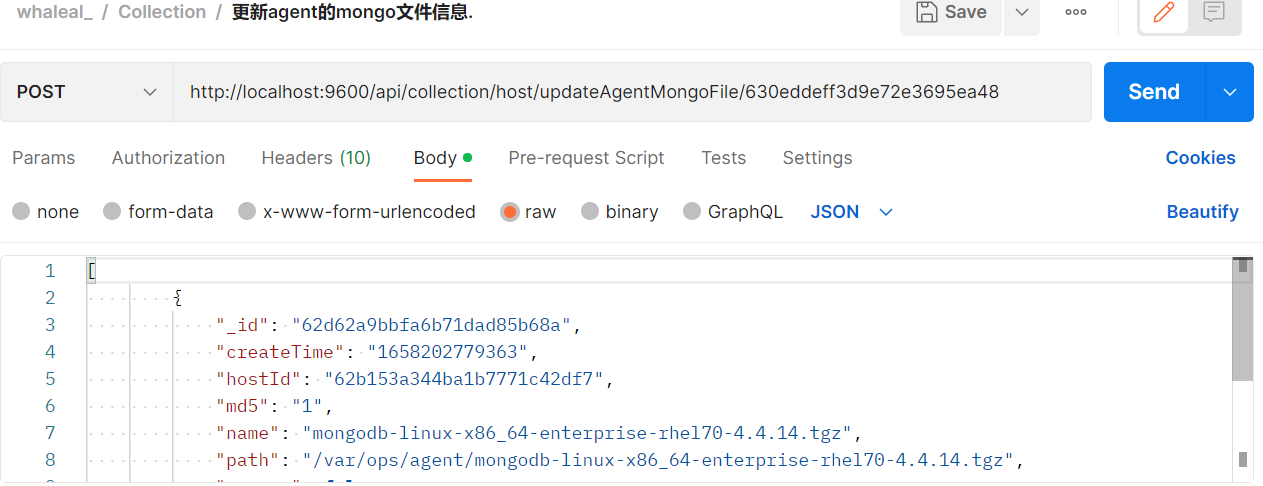 whaleal_ / Collection / 更新agent的mongo文件信息.
Save
POST
http://localhost:9600/api/collection/host/updateAgentMongoFile/630eddeff3d9e72e3695ea48
Send
Params Authorization Headers (10) Body Pre-request Script Tests Settings Cookies
none form-data x-www-form-urlencoded raw binary GraphQL JSON Beautify
1 [
2 {
3 "_id": "62d62a9bbfa6b71dad85b68a",
4 "createTime": "1658202779363",
5 "hostId": "62b153a344ba1b7771c42df7",
6 "md5": "1",
7 "name": "mongodb-linux-x86_64-enterprise-rhel70-4.4.14.tgz",
8 "path": "/var/ops/agent/mongodb-linux-x86_64-enterprise-rhel70-4.4.14.tgz",